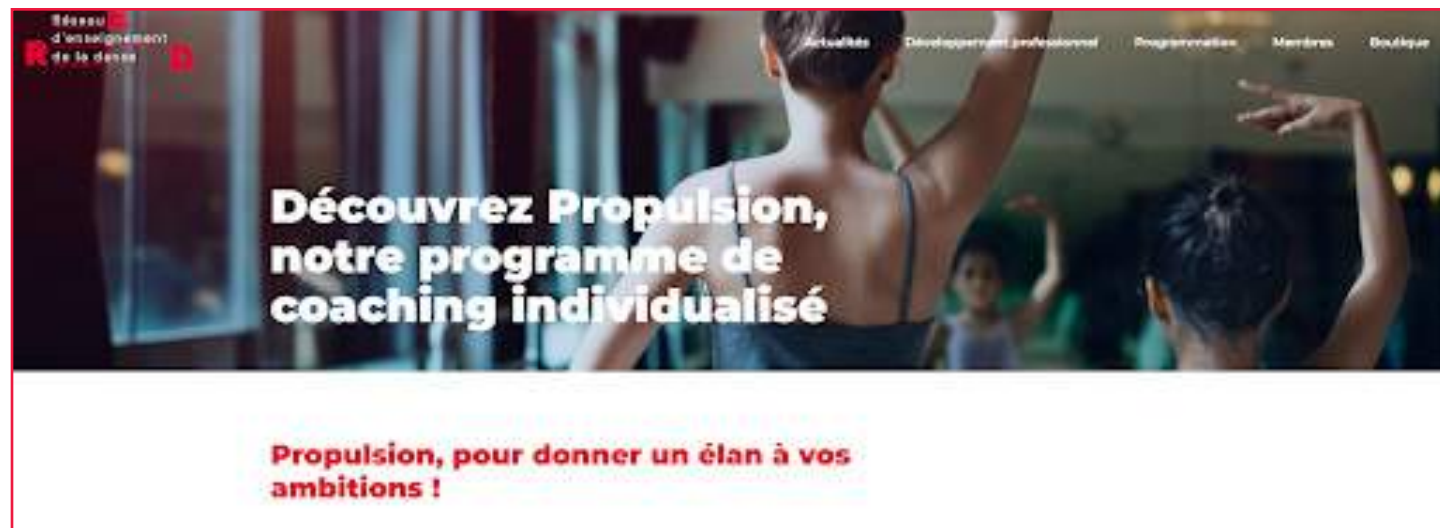 Réseau
d'enseignement
de la danse
R D
Actualités Développement professionnel Programmation Membres Boutique
Découvrez Propulsion,
notre programme de
coaching individualisé
Propulsion, pour donner un élan à vos
ambitions !